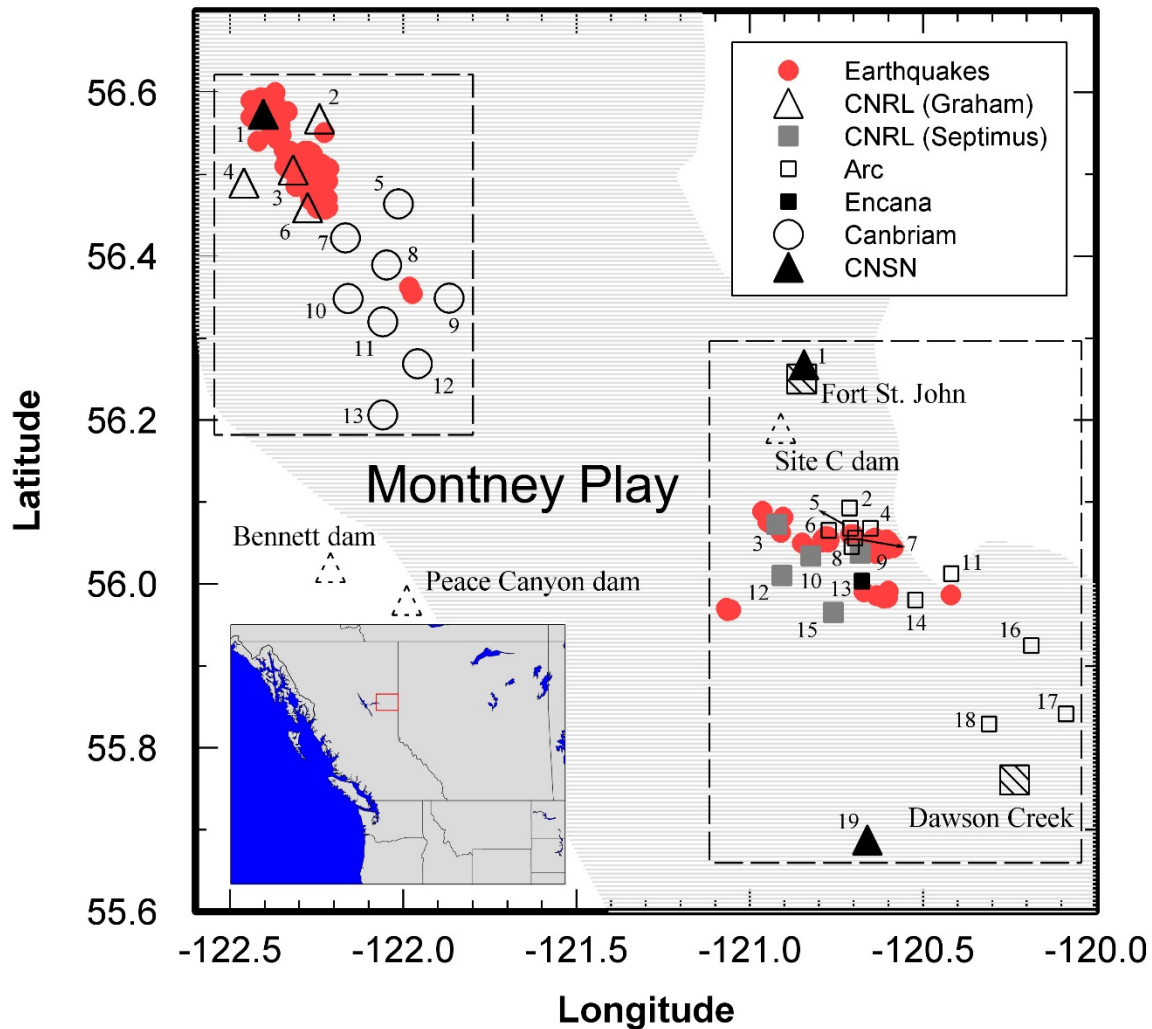 Latitude
56.6
56.4
56.2
56.0
55.8
55.6
Earthquakes
CNRL (Graham)
CNRL (Septimus)
Arc
Encana
Canbriam
CNSN
1
2
4
3
5
6
7
8
10
9
11
12
13
1
Fort St. John
Site C dam
Montney Play
5
2
4
6
3
8
9
7
10
11
12
13
14
15
16
17
18
Bennett dam
Peace Canyon dam
Dawson Creek
19
-122.5
-122.0
-121.0
-120.5
-120.0
Longitude